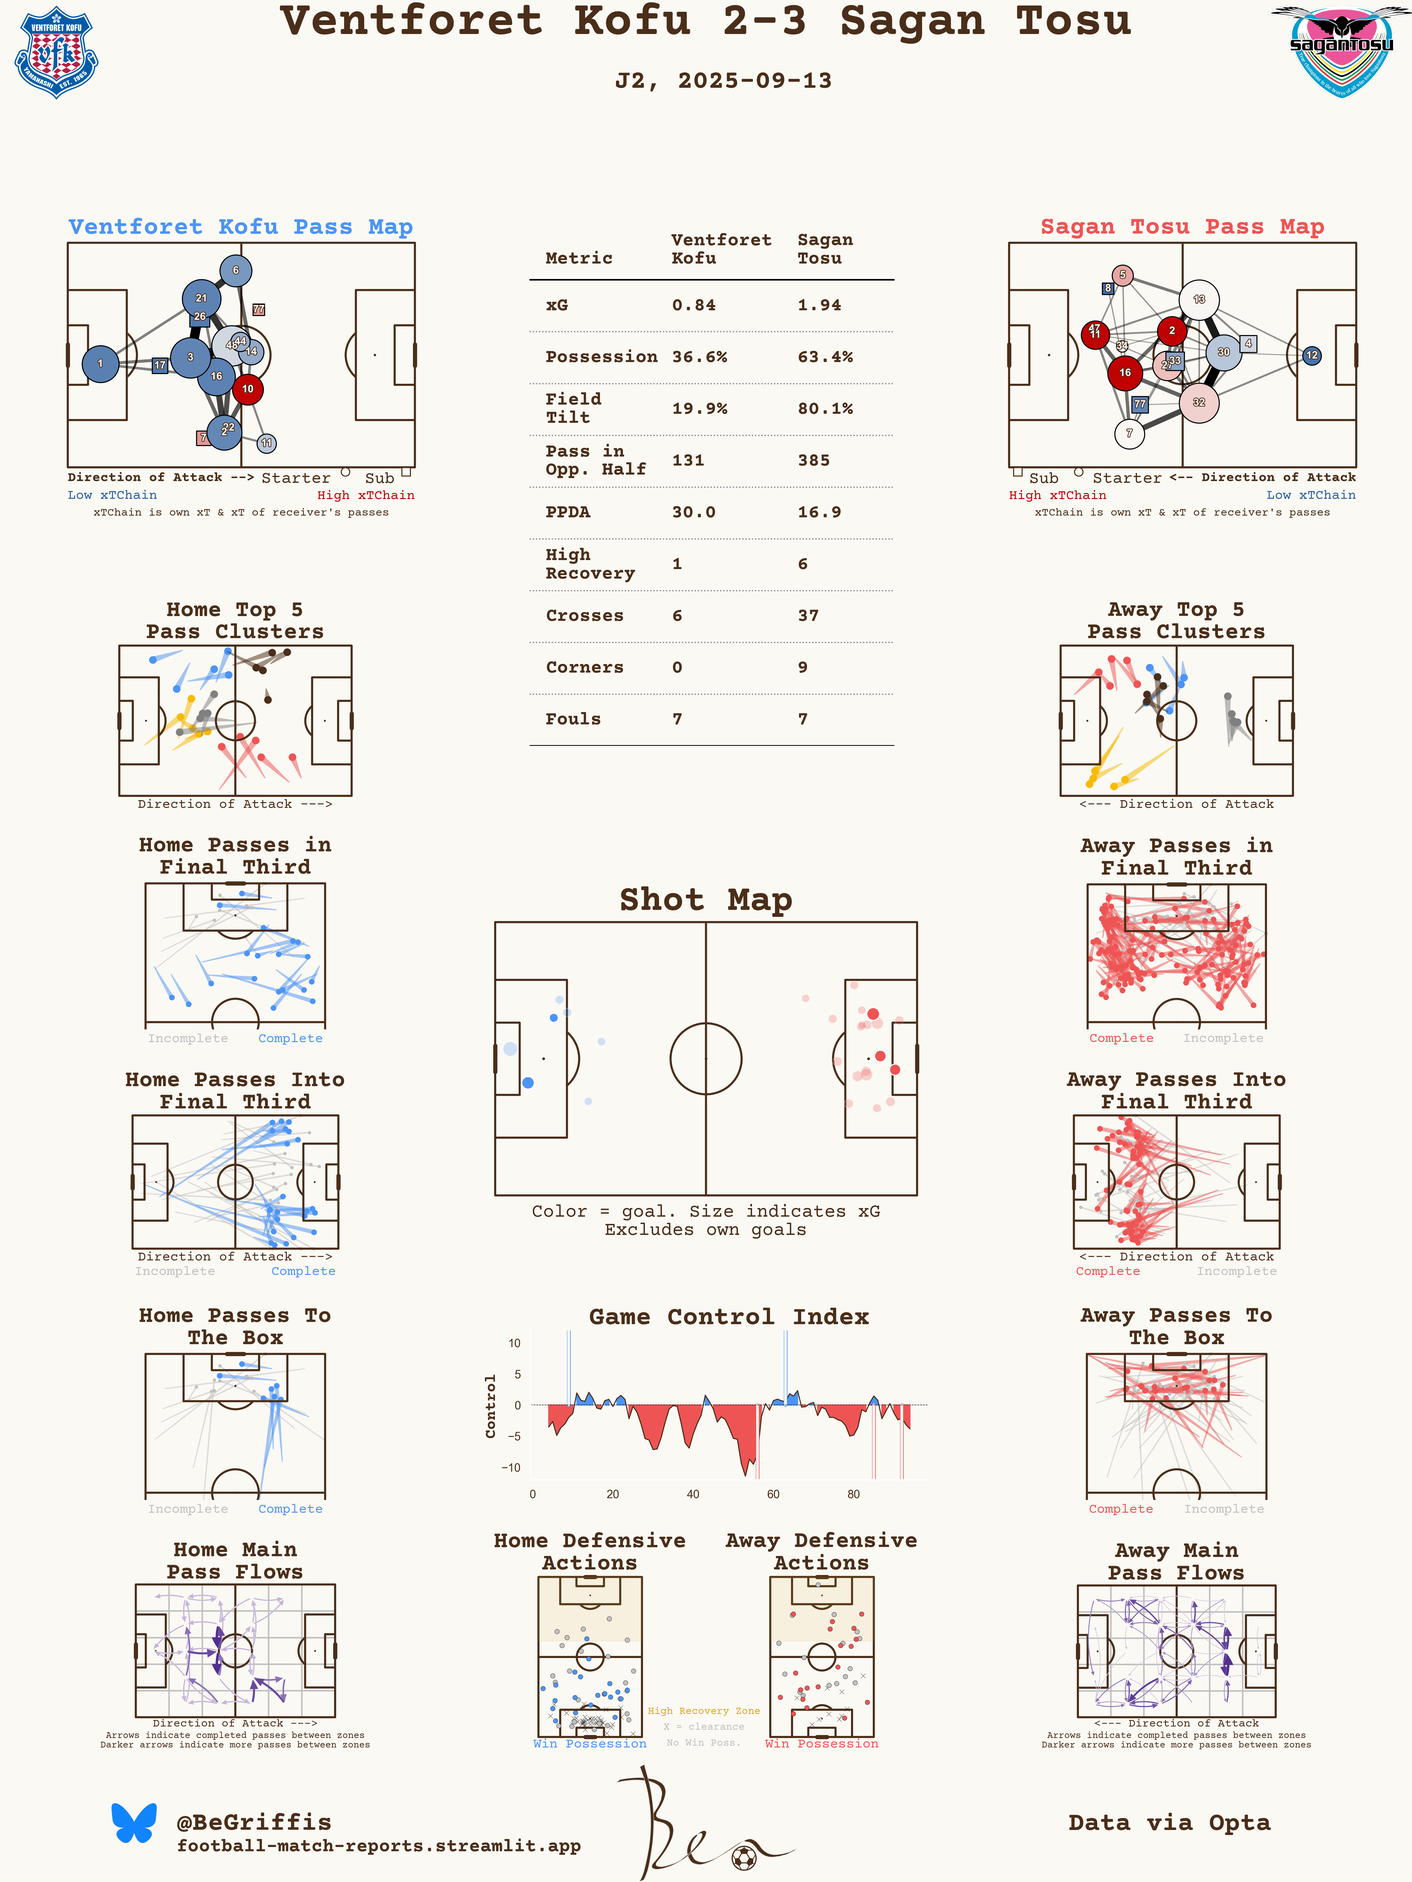 Ventforet Kofu 2-3 Sagan Tosu
J2, 2025-09-13
VENTFORET KOFU
vfk
YAMANASHI EST. 1965
saganTosu
Ventforet Kofu Pass Map
6
21
26
77
46
44
14
3
1
17
16
10
7
2
22
11
Direction of Attack --> Starter Sub
Low xTChain High xTChain
xTChain is own xT & xT of receiver's passes
Metric Ventforet Kofu Sagan Tosu
xG 0.84 1.94
Possession 36.6% 63.4%
Field Tilt 19.9% 80.1%
Pass in Opp. Half 131 385
PPDA 30.0 16.9
High Recovery 1 6
Crosses 6 37
Corners 0 9
Fouls 7 7
Sagan Tosu Pass Map
5
8
13
47
11
2
34
4
30
12
33
16
77
32
7
Sub Starter <-- Direction of Attack
High xTChain Low xTChain
xTChain is own xT & xT of receiver's passes
Home Top 5
Pass Clusters
Direction of Attack --->
Away Top 5
Pass Clusters
<--- Direction of Attack
Home Passes in
Final Third
Incomplete Complete
Away Passes in
Final Third
Complete Incomplete
Shot Map
Color = goal. Size indicates xG
Excludes own goals
Home Passes Into
Final Third
Direction of Attack --->
Incomplete Complete
Away Passes Into
Final Third
<--- Direction of Attack
Complete Incomplete
Home Passes To
The Box
Incomplete Complete
Game Control Index
Control
10
5
0
−5
−10
0 20 40 60 80
Away Passes To
The Box
Complete Incomplete
Home Main
Pass Flows
Direction of Attack --->
Arrows indicate completed passes between zones
Darker arrows indicate more passes between zones
Home Defensive
Actions
Win Possession
High Recovery Zone
X = clearance
No Win Poss.
Away Defensive
Actions
Win Possession
Away Main
Pass Flows
<--- Direction of Attack
Arrows indicate completed passes between zones
Darker arrows indicate more passes between zones
@BeGriffis
football-match-reports.streamlit.app
Ben
Data via Opta